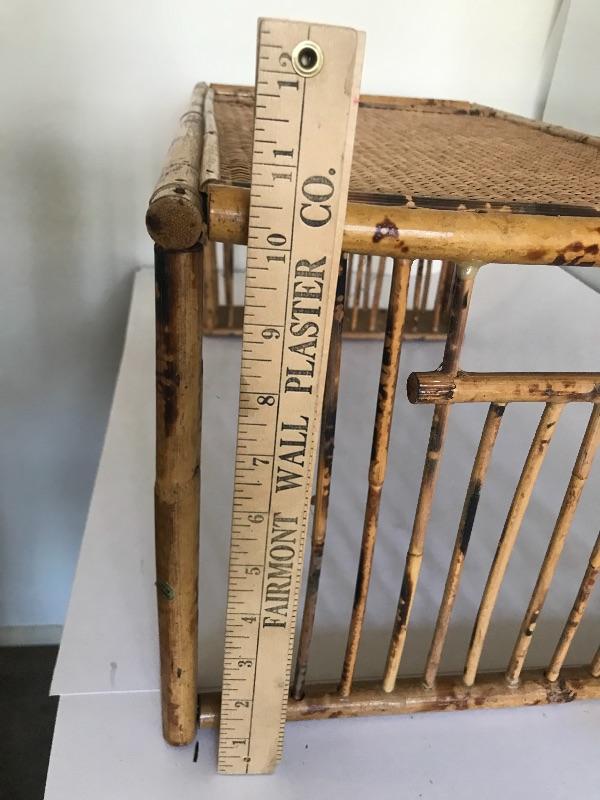 FAIRMONT WALL PLASTER CO.
1 2 3 4 5 6 7 8 9 10 11 12